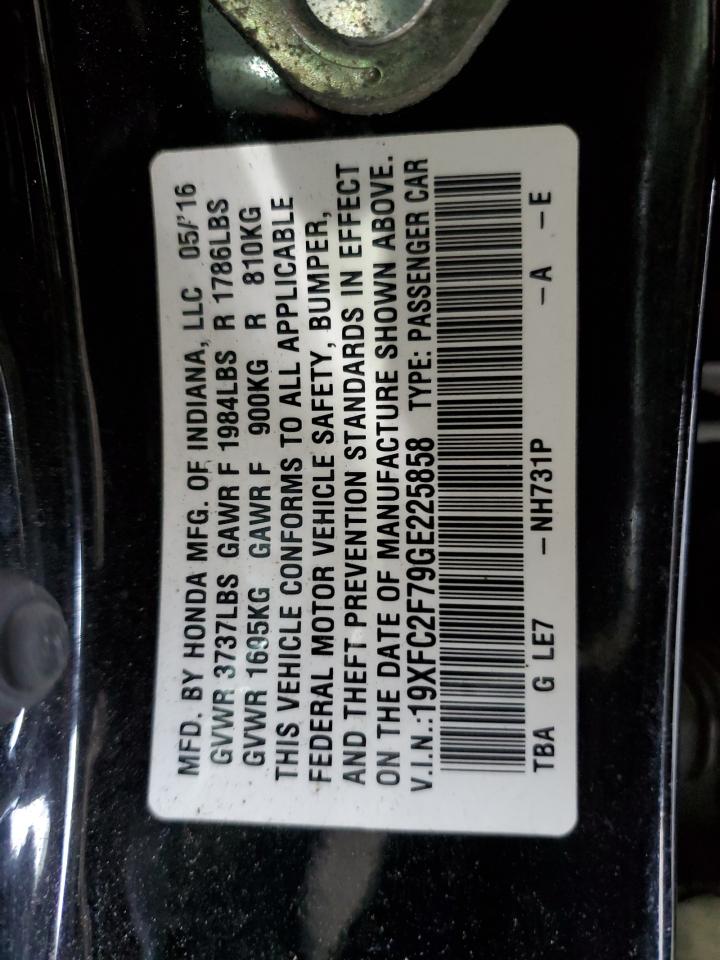 MFD. BY HONDA MFG. OF INDIANA, LLC 05/'16
GVWR 3737LBS GAWR F 1984LBS R 1786LBS
GVWR 1695KG GAWR F 900KG R 810KG
THIS VEHICLE CONFORMS TO ALL APPLICABLE
FEDERAL MOTOR VEHICLE SAFETY, BUMPER,
AND THEFT PREVENTION STANDARDS IN EFFECT
ON THE DATE OF MANUFACTURE SHOWN ABOVE.
V.I.N.:19XFC2F79GE225858 TYPE: PASSENGER CAR
TBA G LE7 –NH731P –A –E